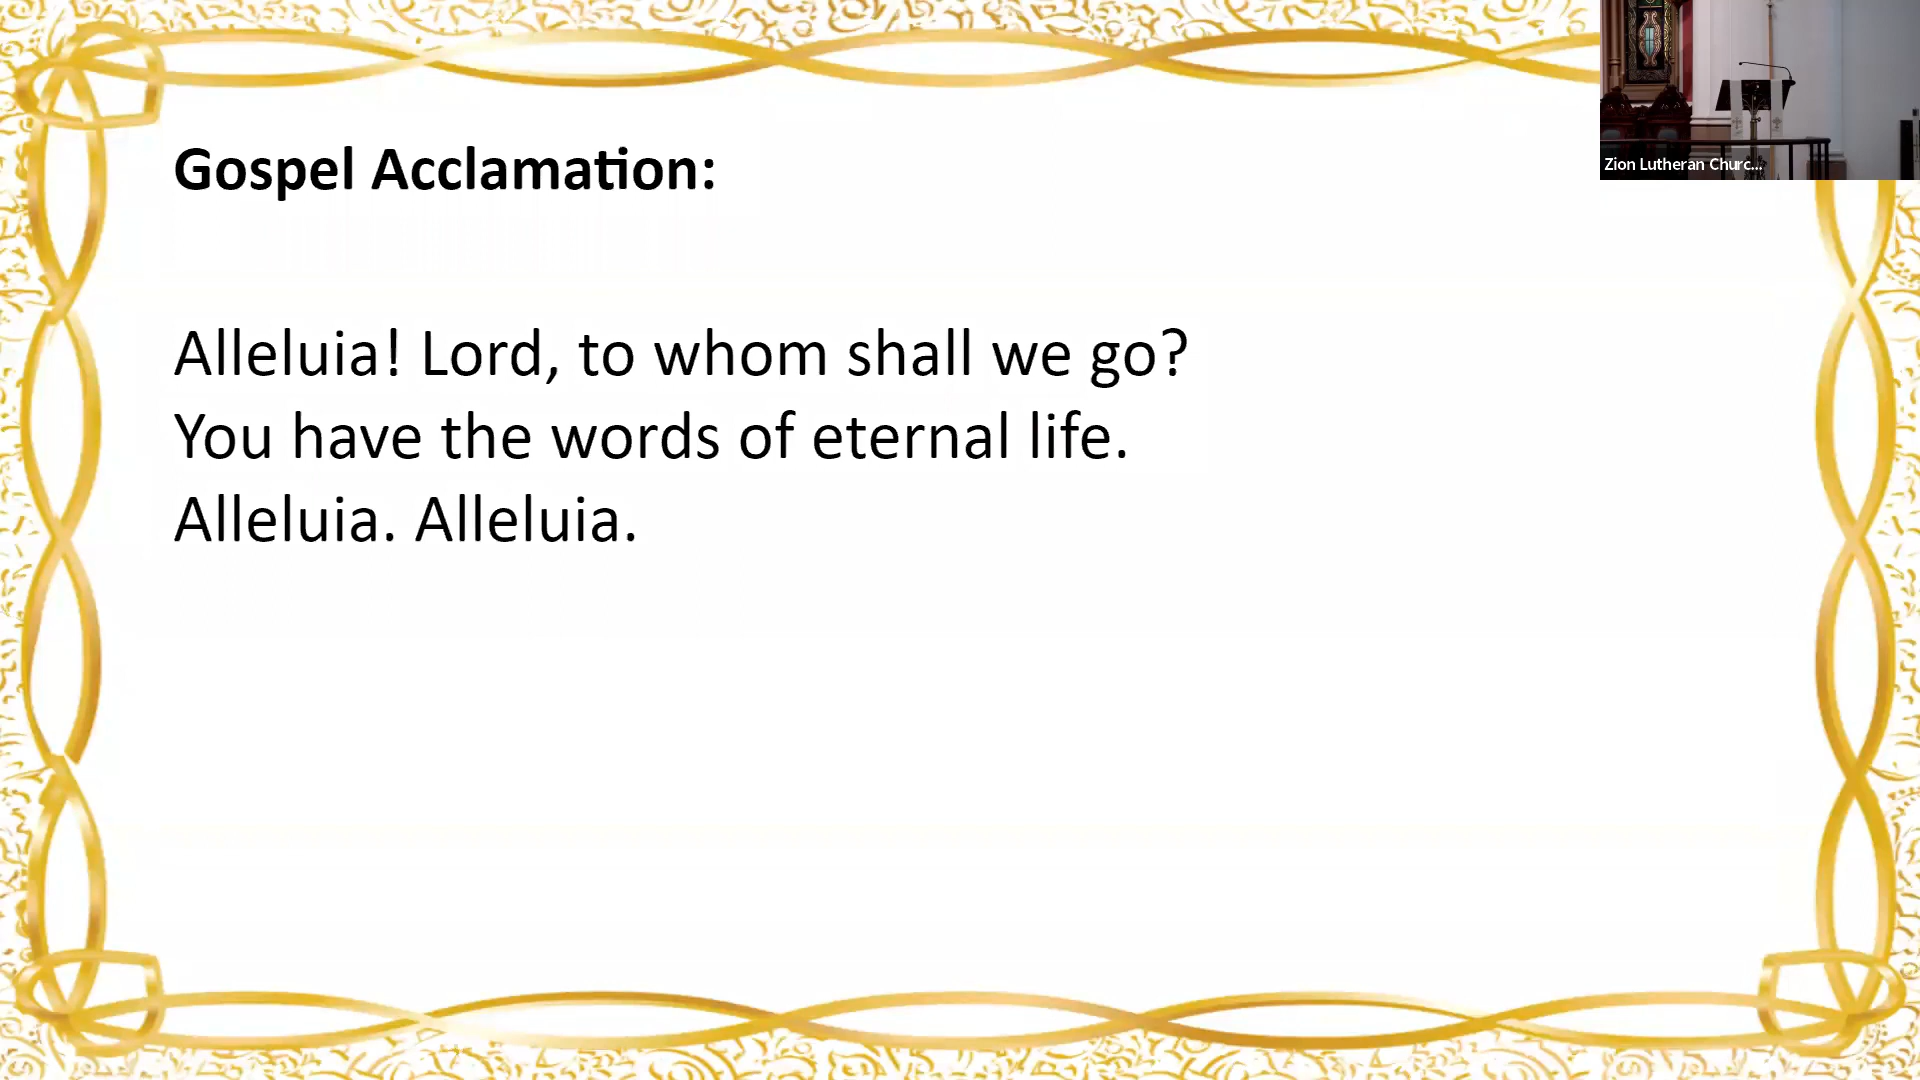 Gospel Acclamation:
Alleluia! Lord, to whom shall we go?
You have the words of eternal life.
Alleluia. Alleluia.
Zion Lutheran Churc...